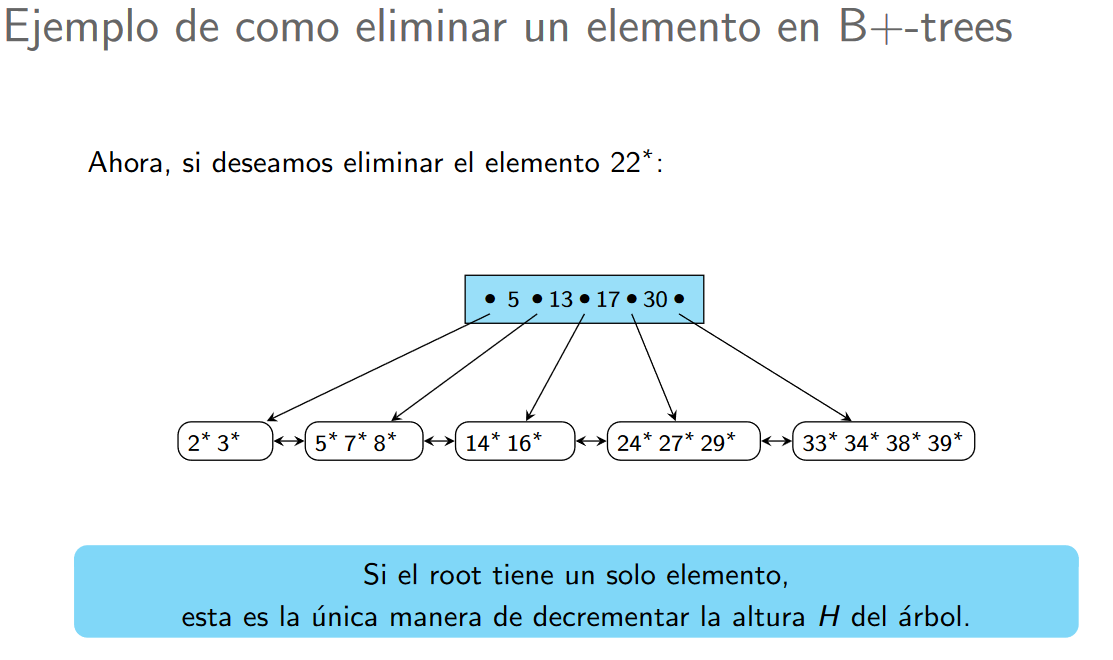 Ejemplo de como eliminar un elemento en B+-trees
Ahora, si deseamos eliminar el elemento 22*:
• 5 • 13 • 17 • 30 •
2* 3*
5* 7* 8*
14* 16*
24* 27* 29*
33* 34* 38* 39*
Si el root tiene un solo elemento,
esta es la única manera de decrementar la altura H del árbol.